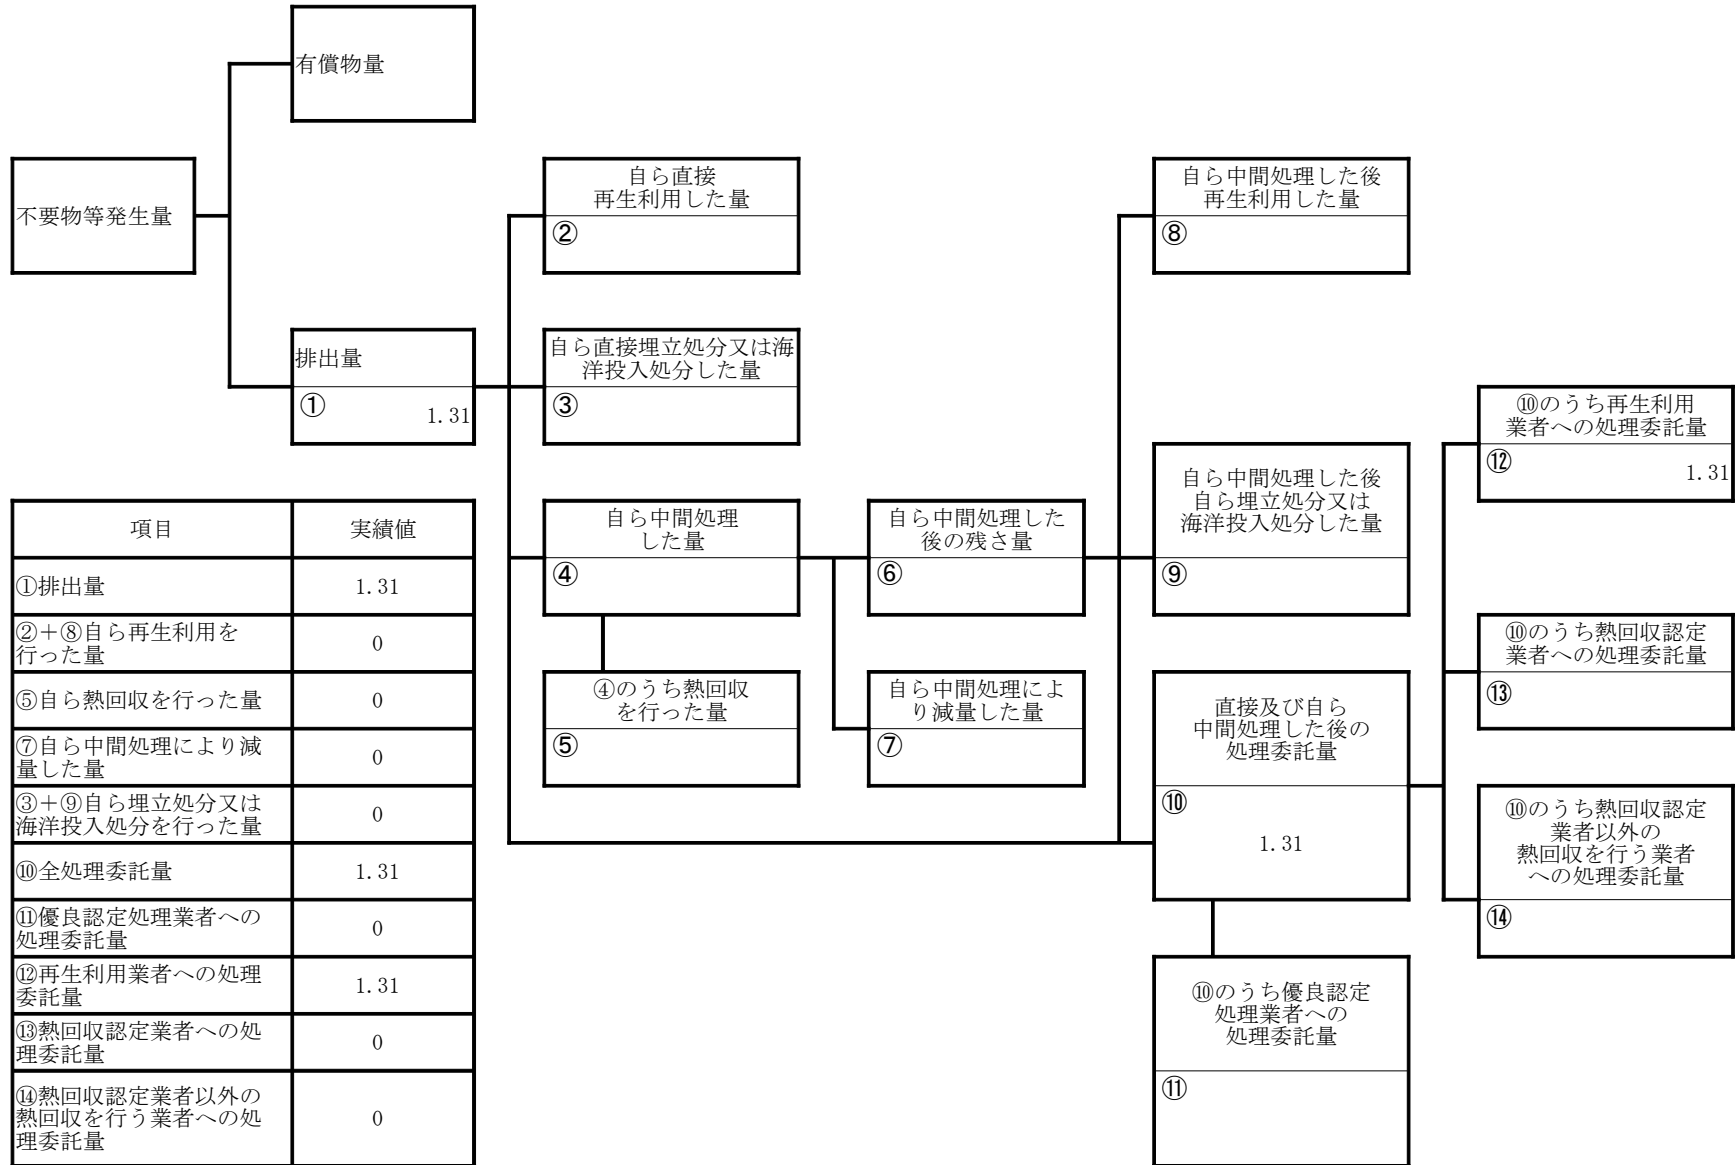 有償物量
不要物等発生量
自ら直接
再生利用した量
②
自ら中間処理した後
再生利用した量
⑧
排出量
①
1.31
自ら直接埋立処分又は海
洋投入処分した量
③
⑩のうち再生利用
業者への処理委託量
⑫
1.31
自ら中間処理
した量
④
自ら中間処理した
後の残さ量
⑥
自ら中間処理した後
自ら埋立処分又は
海洋投入処分した量
⑨
⑩のうち熱回収認定
業者への処理委託量
⑬
④のうち熱回収
を行った量
⑤
自ら中間処理によ
り減量した量
⑦
直接及び自ら
中間処理した後の
処理委託量
⑩
1.31
⑩のうち熱回収認定
業者以外の
熱回収を行う業者
への処理委託量
⑭
⑩のうち優良認定
処理業者への
処理委託量
⑪
項目 実績値
①排出量 1.31
②＋⑧自ら再生利用を
行った量 0
⑤自ら熱回収を行った量 0
⑦自ら中間処理により減
量した量 0
③＋⑨自ら埋立処分又は
海洋投入処分を行った量 0
⑩全処理委託量 1.31
⑪優良認定処理業者への
処理委託量 0
⑫再生利用業者への処理
委託量 1.31
⑬熱回収認定業者への処
理委託量 0
⑭熱回収認定業者以外の
熱回収を行う業者への処
理委託量 0